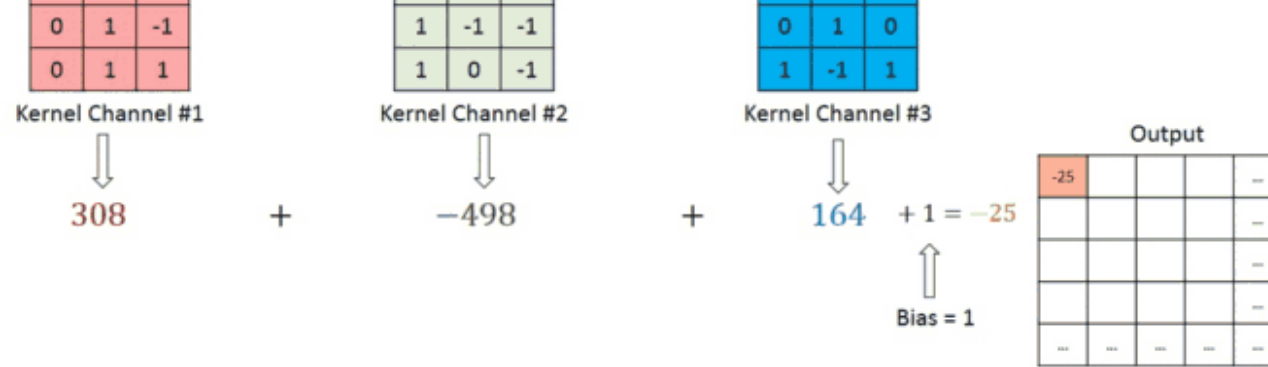 0 1 -1 1 -1 -1 0 1 0
0 1 1 1 0 -1 1 -1 1
Kernel Channel #1 Kernel Channel #2 Kernel Channel #3
Output
-25 ...
308 + −498 + 164 + 1 = −25
...
...
...
Bias = 1
... ... ... ... ...